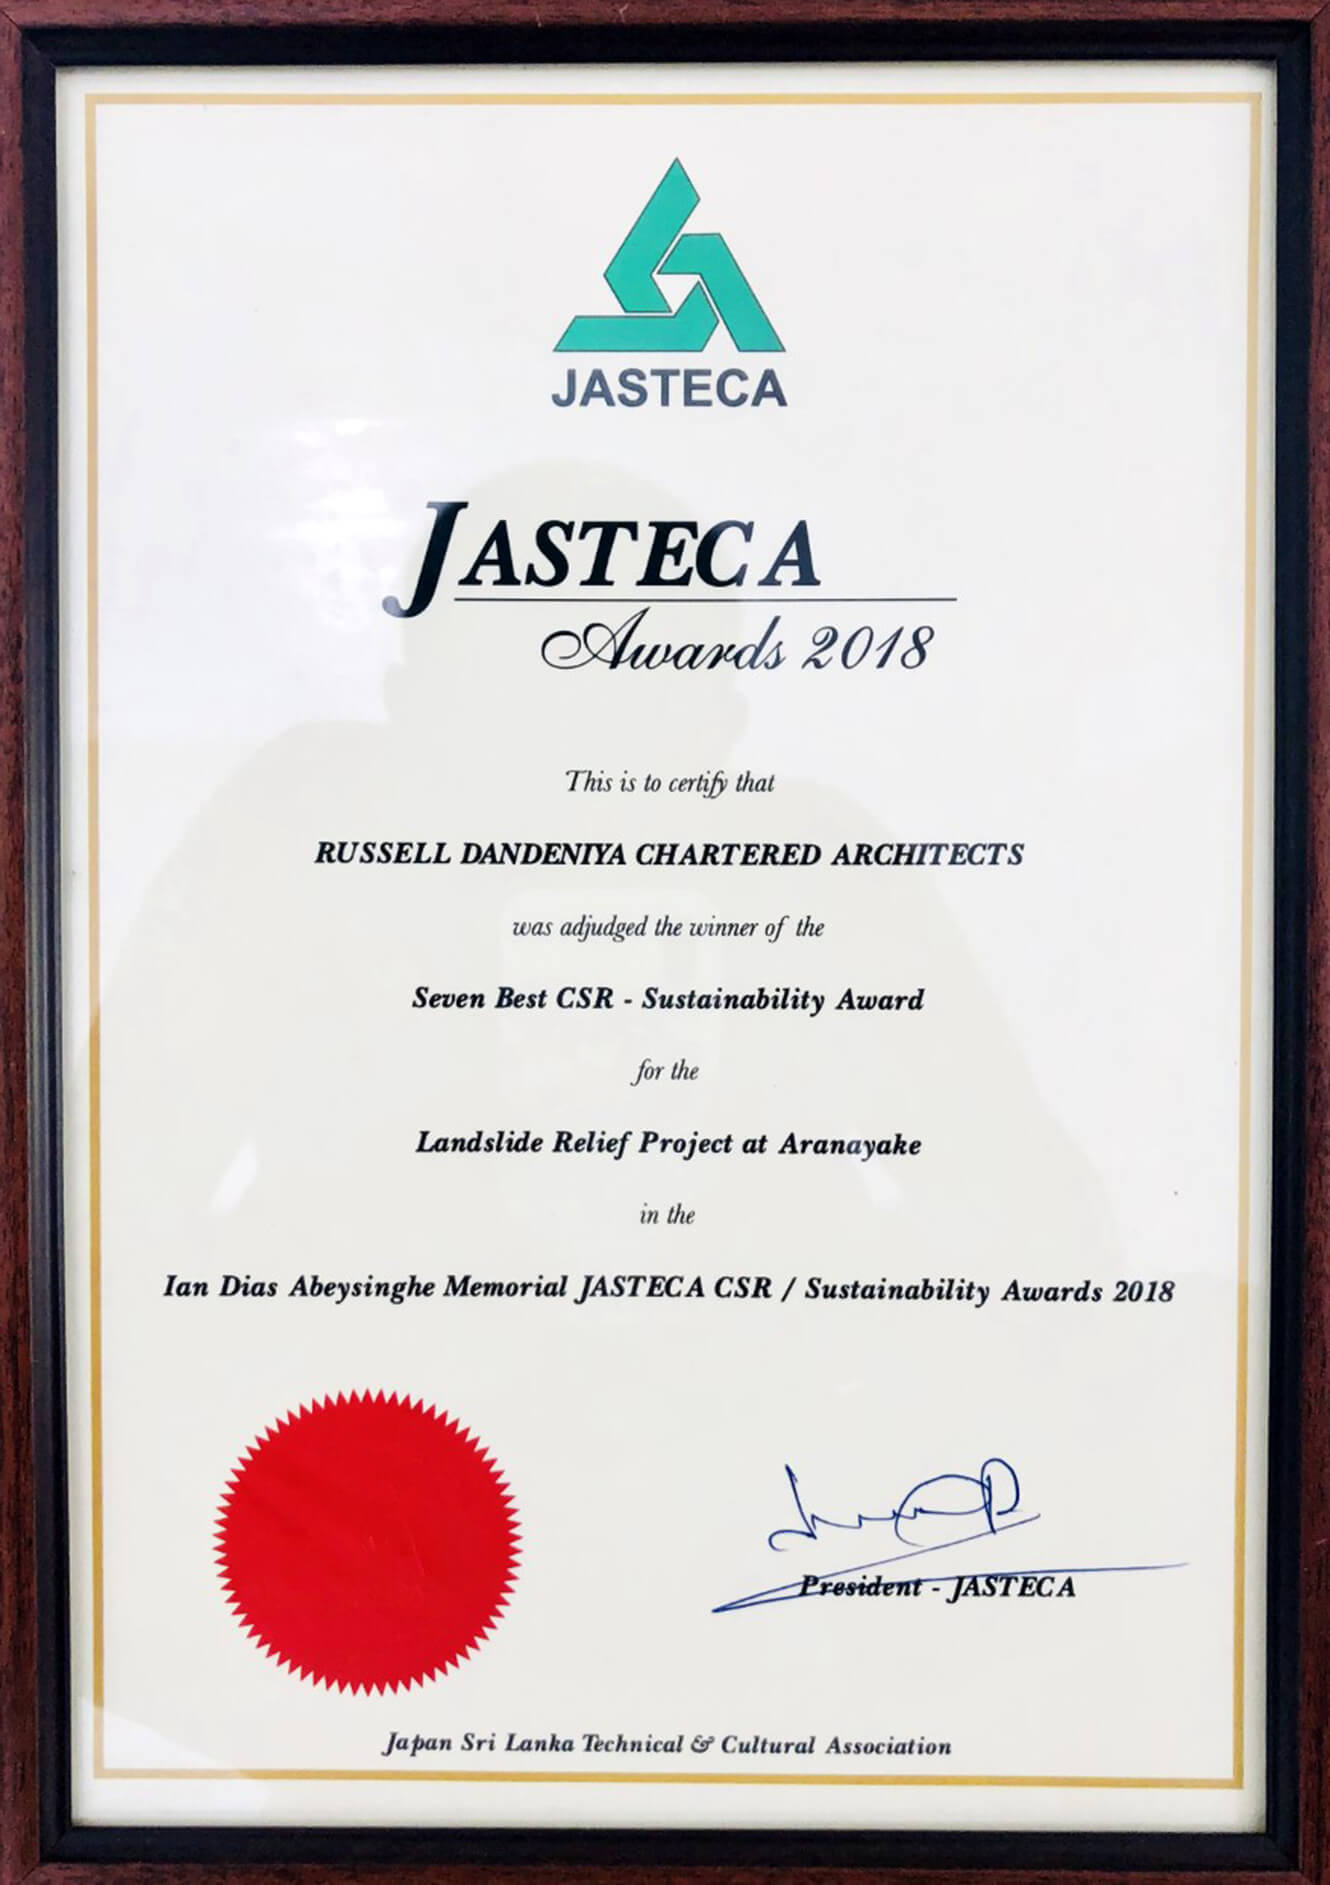 JASTECA
JASTECA
Awards 2018
This is to certify that
RUSSELL DANDENIYA CHARTERED ARCHITECTS
was adjudged the winner of the
Seven Best CSR - Sustainability Award
for the
Landslide Relief Project at Aranayake
in the
Ian Dias Abeysinghe Memorial JASTECA CSR / Sustainability Awards 2018
President - JASTECA
Japan Sri Lanka Technical & Cultural Association